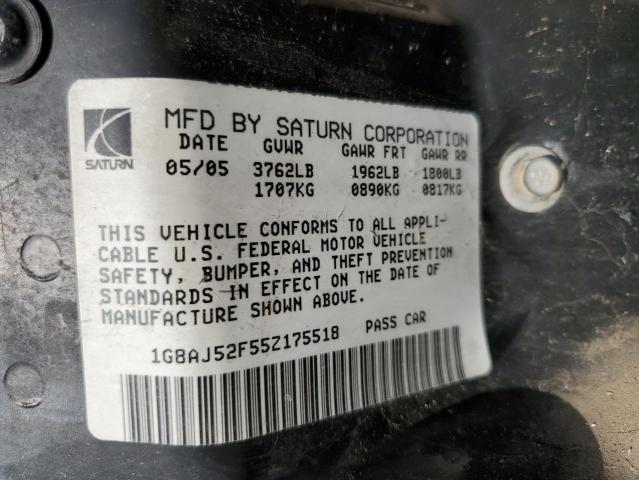 MFD BY SATURN CORPORATION
SATURN
DATE GVWR GAWR FRT GAWR RR
05/05 3762LB 1962LB 1800LB
1707KG 0890KG 0817KG
THIS VEHICLE CONFORMS TO ALL APPLI-
CABLE U.S. FEDERAL MOTOR VEHICLE
SAFETY, BUMPER, AND THEFT PREVENTION
STANDARDS IN EFFECT ON THE DATE OF
MANUFACTURE SHOWN ABOVE.
1G8AJ52F55Z175518 PASS CAR